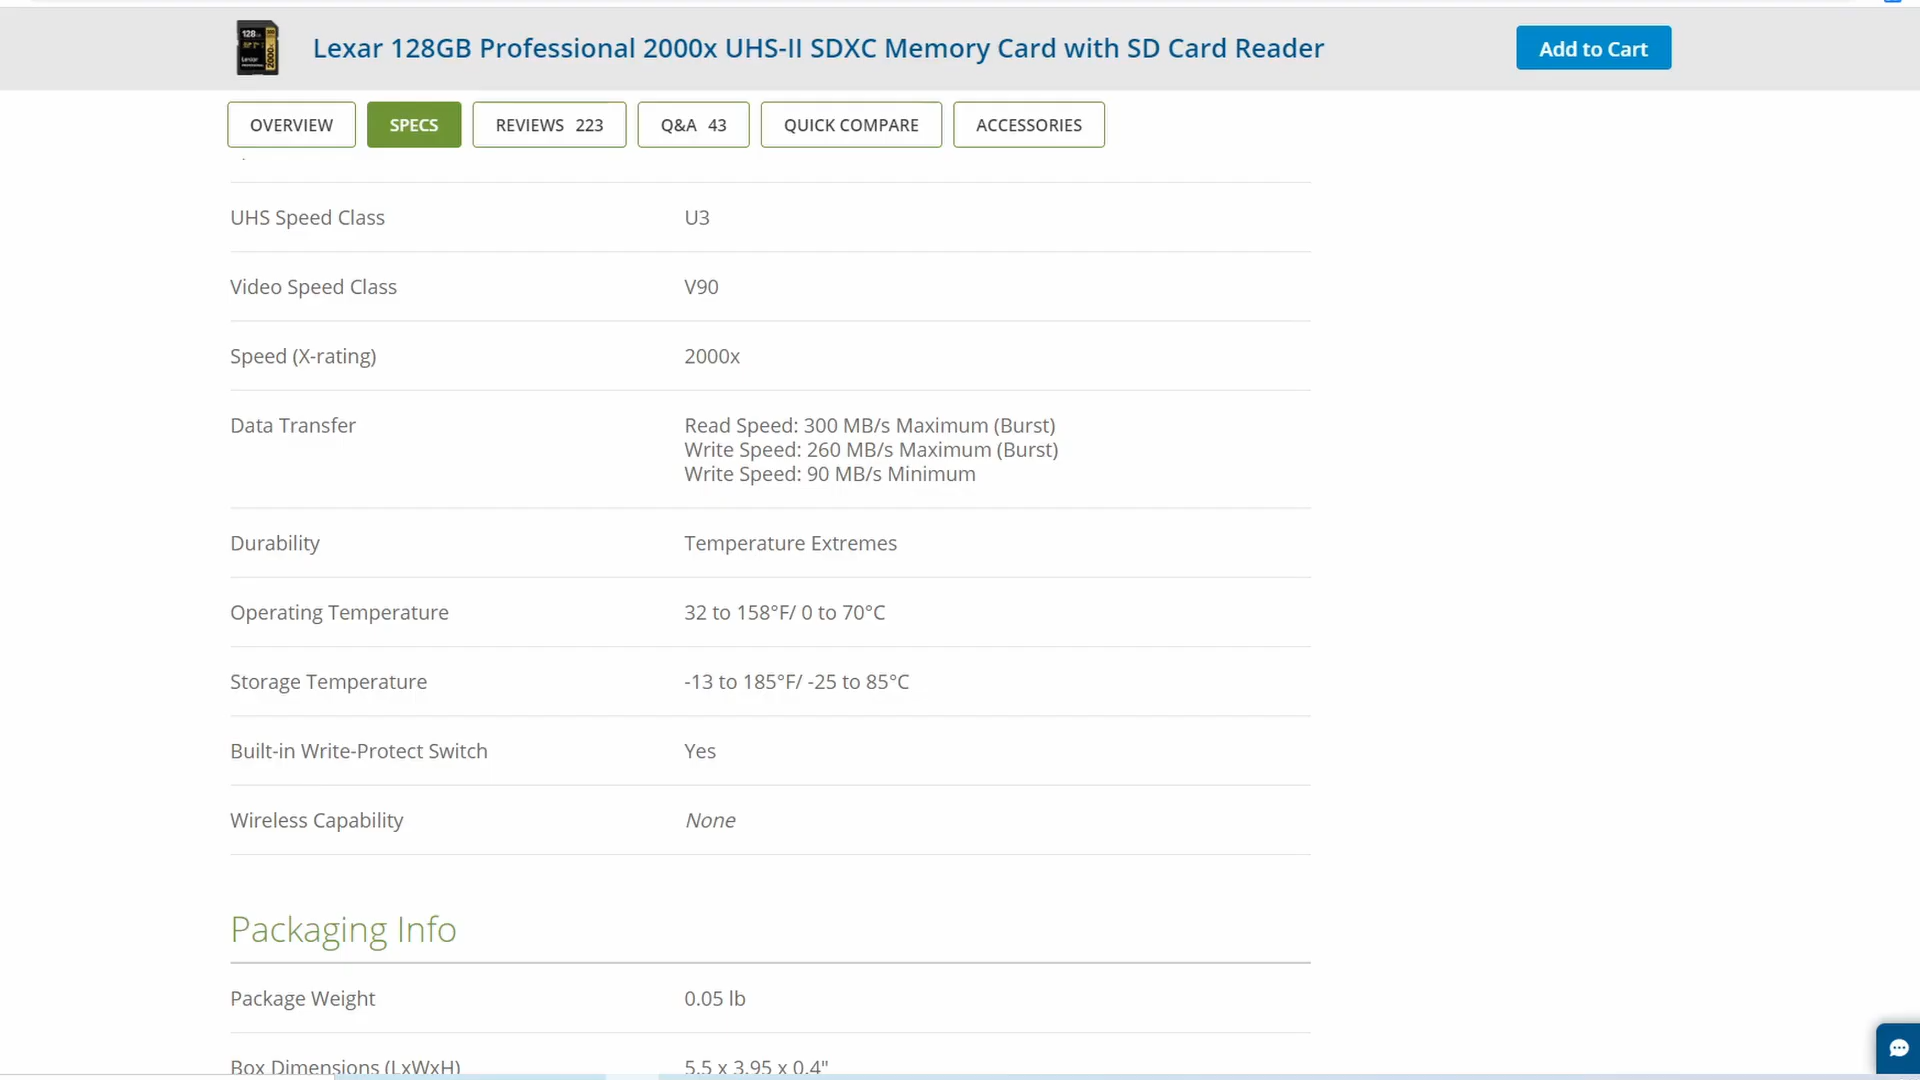 128
Lexar
2000x
Lexar 128GB Professional 2000x UHS-II SDXC Memory Card with SD Card Reader
Add to Cart
OVERVIEW
SPECS
REVIEWS 223
Q&A 43
QUICK COMPARE
ACCESSORIES
UHS Speed Class U3
Video Speed Class V90
Speed (X-rating) 2000x
Data Transfer Read Speed: 300 MB/s Maximum (Burst)
Write Speed: 260 MB/s Maximum (Burst)
Write Speed: 90 MB/s Minimum
Durability Temperature Extremes
Operating Temperature 32 to 158°F/ 0 to 70°C
Storage Temperature -13 to 185°F/ -25 to 85°C
Built-in Write-Protect Switch Yes
Wireless Capability None
Packaging Info
Package Weight 0.05 lb
Box Dimensions (LxWxH) 5.5 x 3.95 x 0.4"